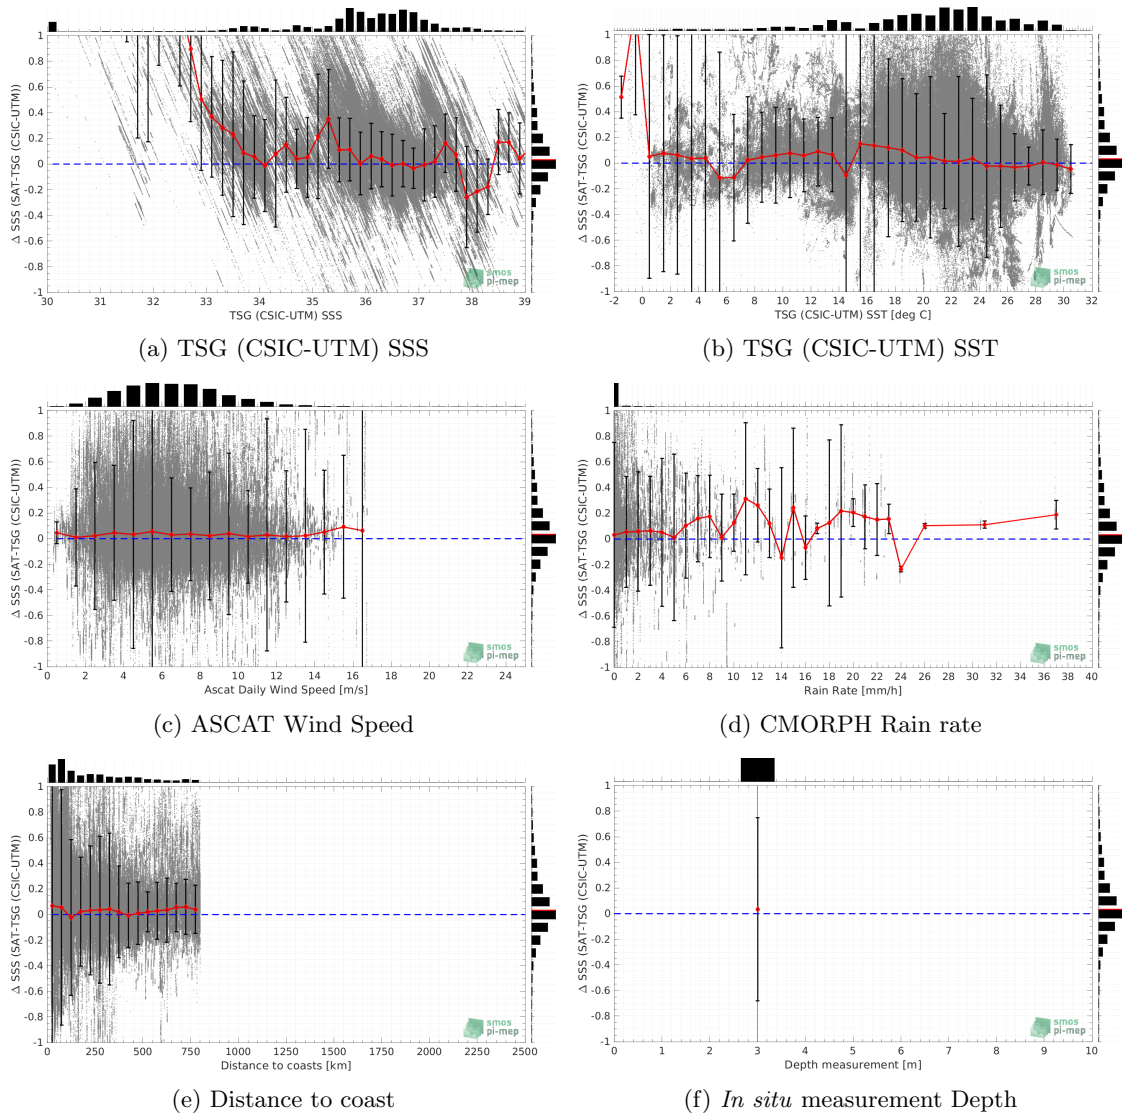 Δ SSS (SAT-TSG (CSIC-UTM))
1
0.8
0.6
0.4
0.2
0
-0.2
-0.4
-0.6
-0.8
-1
30 31 32 33 34 35 36 37 38 39
TSG (CSIC-UTM) SSS
smos
pi-mep
(a) TSG (CSIC-UTM) SSS
Δ SSS (SAT-TSG (CSIC-UTM))
1
0.8
0.6
0.4
0.2
0
-0.2
-0.4
-0.6
-0.8
-1
-2 0 2 4 6 8 10 12 14 16 18 20 22 24 26 28 30 32
TSG (CSIC-UTM) SST [deg C]
smos
pi-mep
(b) TSG (CSIC-UTM) SST
Δ SSS (SAT-TSG (CSIC-UTM))
1
0.8
0.6
0.4
0.2
0
-0.2
-0.4
-0.6
-0.8
-1
0 2 4 6 8 10 12 14 16 18 20 22 24
Ascat Daily Wind Speed [m/s]
smos
pi-mep
(c) ASCAT Wind Speed
Δ SSS (SAT-TSG (CSIC-UTM))
1
0.8
0.6
0.4
0.2
0
-0.2
-0.4
-0.6
-0.8
-1
0 2 4 6 8 10 12 14 16 18 20 22 24 26 28 30 32 34 36 38 40
Rain Rate [mm/h]
smos
pi-mep
(d) CMORPH Rain rate
Δ SSS (SAT-TSG (CSIC-UTM))
1
0.8
0.6
0.4
0.2
0
-0.2
-0.4
-0.6
-0.8
-1
0 250 500 750 1000 1250 1500 1750 2000 2250 2500
Distance to coasts [km]
smos
pi-mep
(e) Distance to coast
Δ SSS (SAT-TSG (CSIC-UTM))
1
0.8
0.6
0.4
0.2
0
-0.2
-0.4
-0.6
-0.8
-1
0 1 2 3 4 5 6 7 8 9 10
Depth measurement [m]
smos
pi-mep
(f) In situ measurement Depth